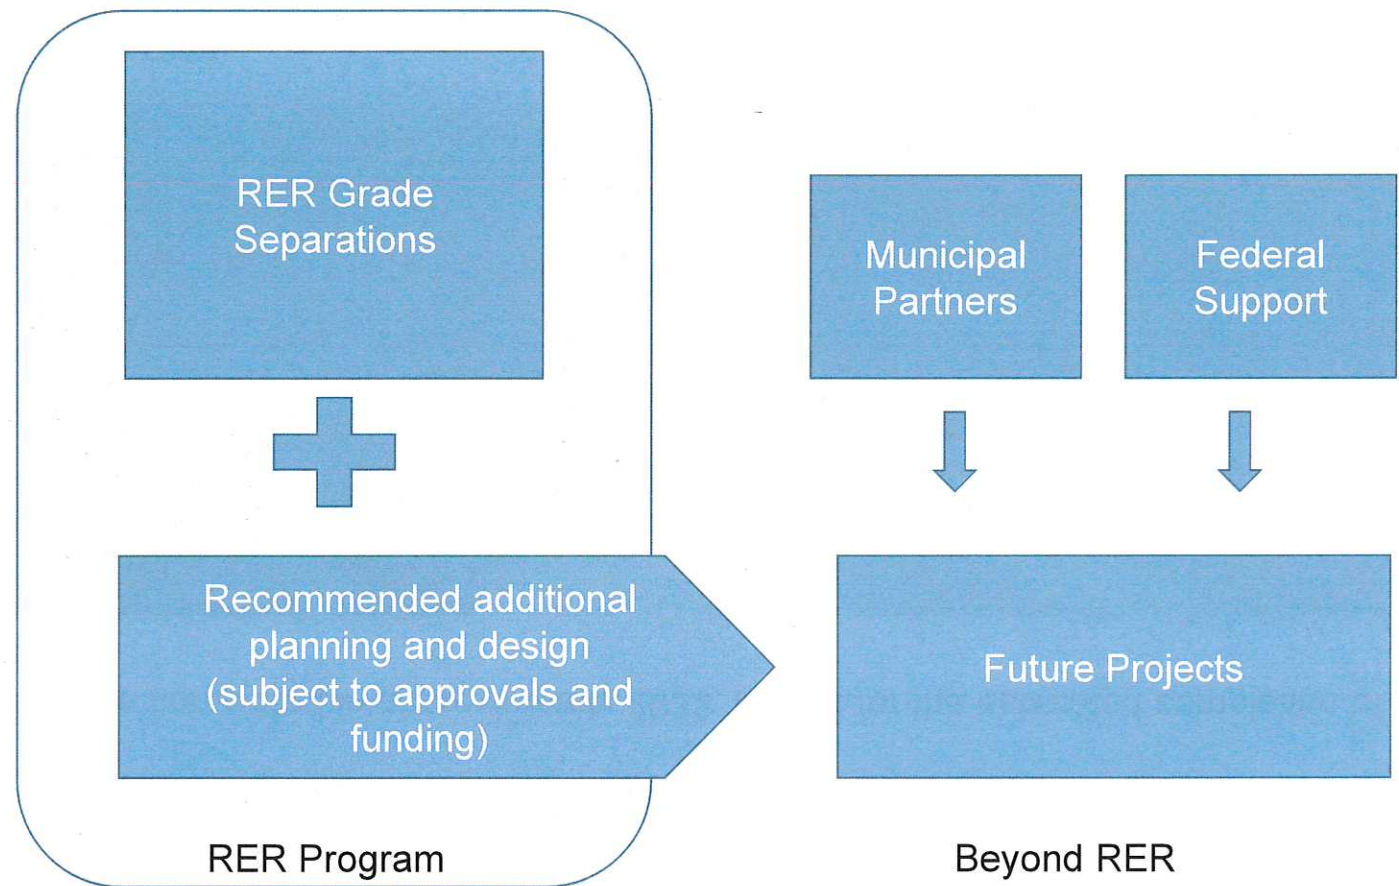 RER Grade
Separations
Municipal
Partners
Federal
Support
Recommended additional
planning and design
(subject to approvals and
funding)
Future Projects
RER Program
Beyond RER